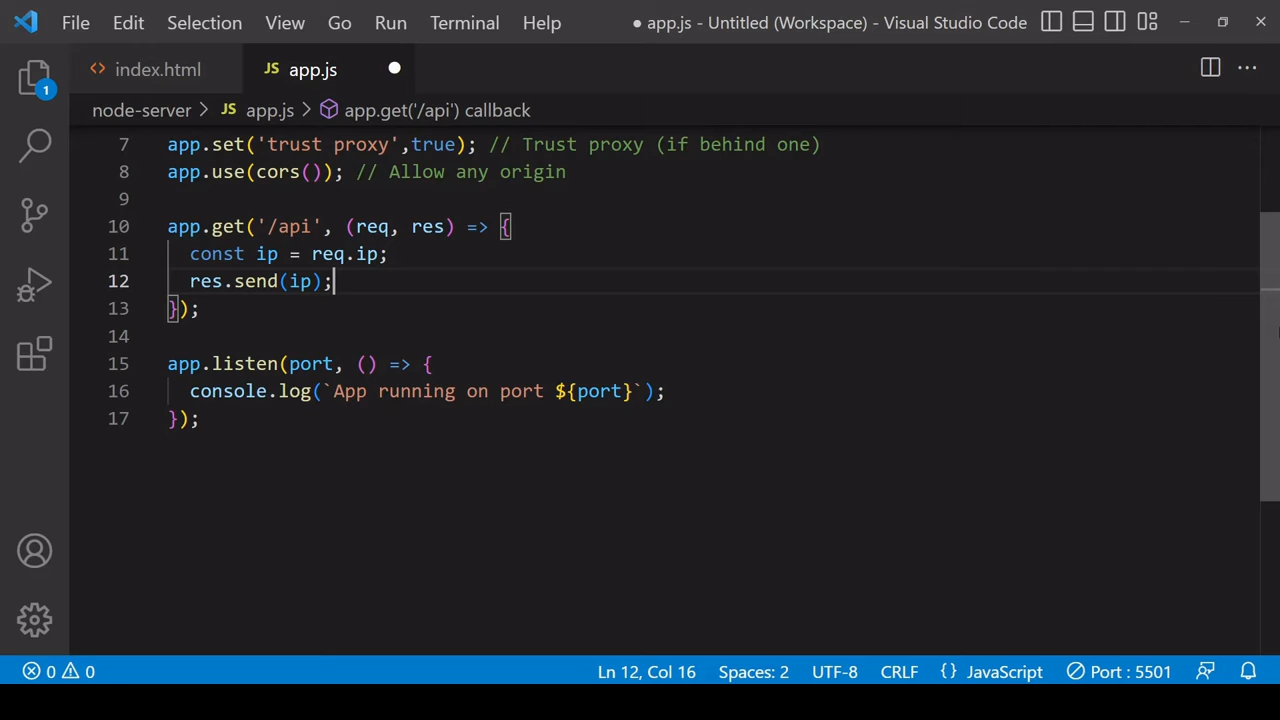 File Edit Selection View Go Run Terminal Help ● app.js - Untitled (Workspace) - Visual Studio Code
index.html JS app.js
1
node-server > JS app.js > app.get('/api') callback
7 app.set('trust proxy',true); // Trust proxy (if behind one)
8 app.use(cors()); // Allow any origin
9
10 app.get('/api', (req, res) => {
11 const ip = req.ip;
12 res.send(ip);
13 });
14
15 app.listen(port, () => {
16 console.log(`App running on port ${port}`);
17 });
0 0 Ln 12, Col 16 Spaces: 2 UTF-8 CRLF {} JavaScript Port : 5501